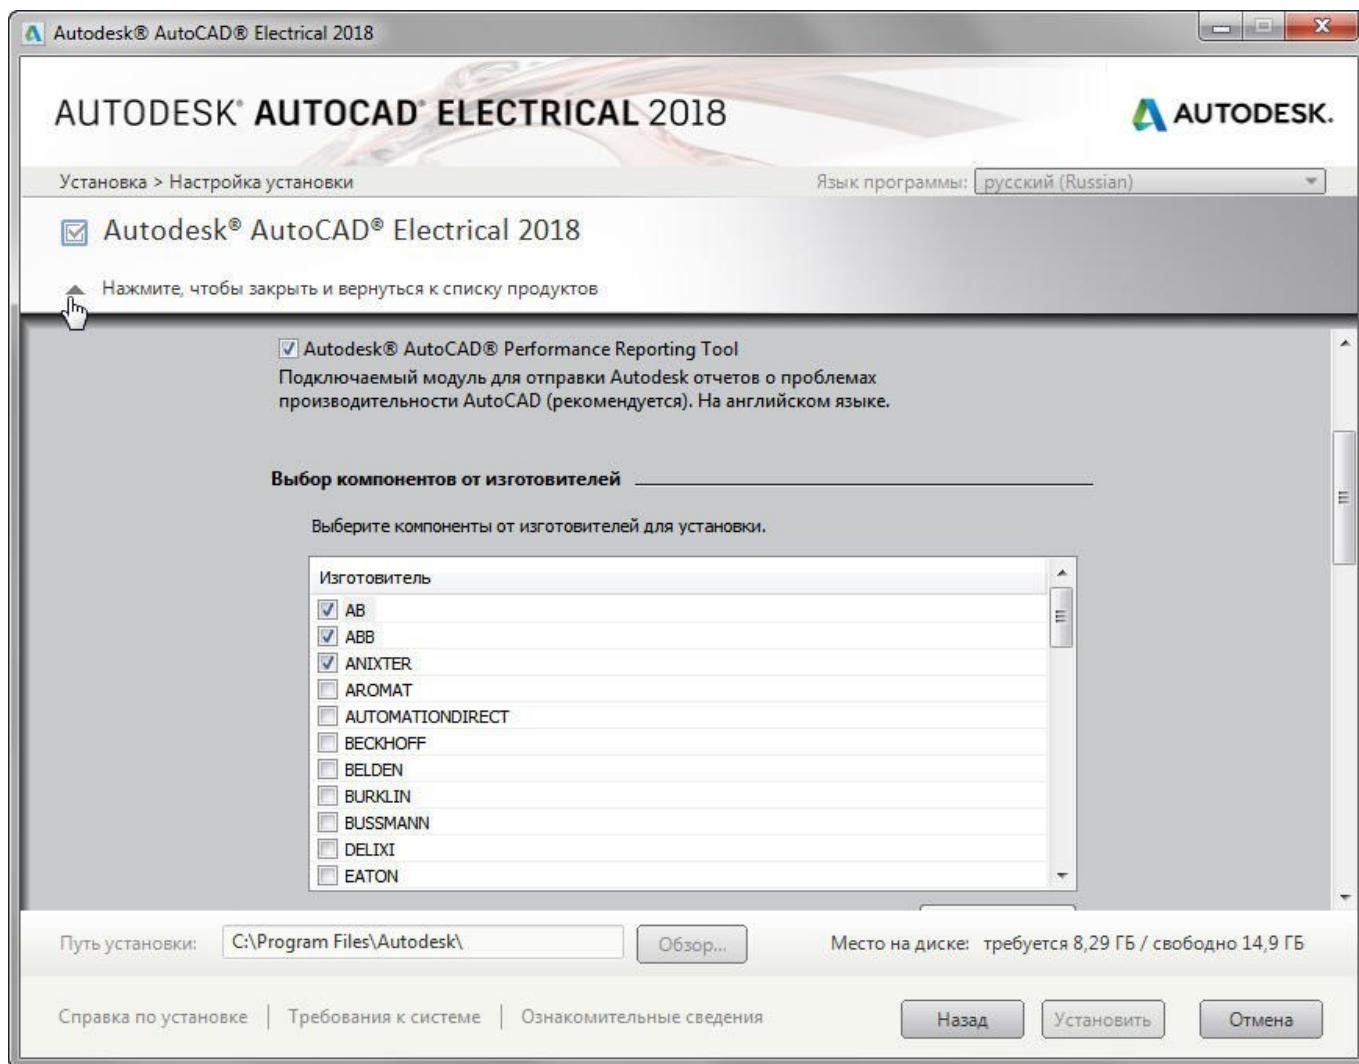 Autodesk® AutoCAD® Electrical 2018
AUTODESK® AUTOCAD® ELECTRICAL 2018
AUTODESK.
Установка > Настройка установки
Язык программы: русский (Russian)
Autodesk® AutoCAD® Electrical 2018
Нажмите, чтобы закрыть и вернуться к списку продуктов
Autodesk® AutoCAD® Performance Reporting Tool
Подключаемый модуль для отправки Autodesk отчетов о проблемах
производительности AutoCAD (рекомендуется). На английском языке.
Выбор компонентов от изготовителей
Выберите компоненты от изготовителей для установки.
Изготовитель
AB
ABB
ANIXTER
AROMAT
AUTOMATIONDIRECT
BECKHOFF
BELDEN
BURKLIN
BUSSMANN
DELIXI
EATON
Путь установки: C:\Program Files\Autodesk\ Обзор... Место на диске: требуется 8,29 ГБ / свободно 14,9 ГБ
Справка по установке | Требования к системе | Ознакомительные сведения Назад Установить Отмена